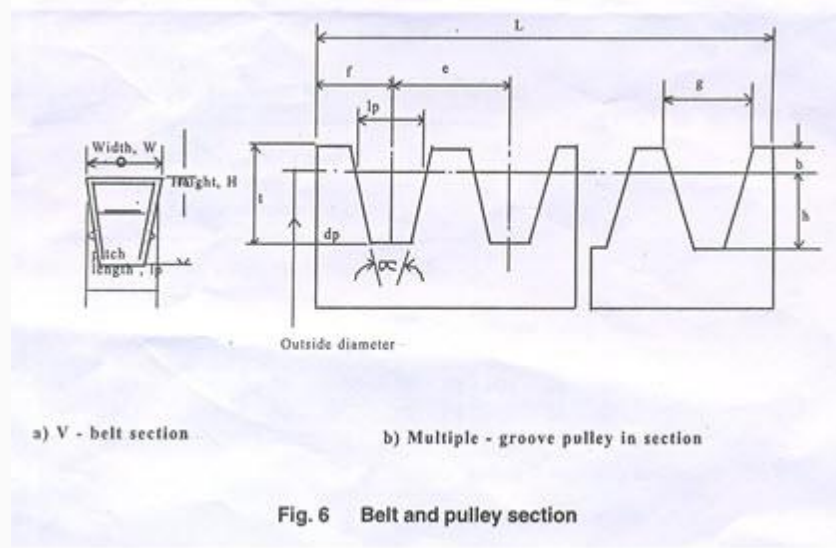 L
f
e
lp
g
Width, W
Haight, H
b
t
h
pitch
length , lp
dp
α
Outside diameter
a) V - belt section
b) Multiple - groove pulley in section
Fig. 6 Belt and pulley section